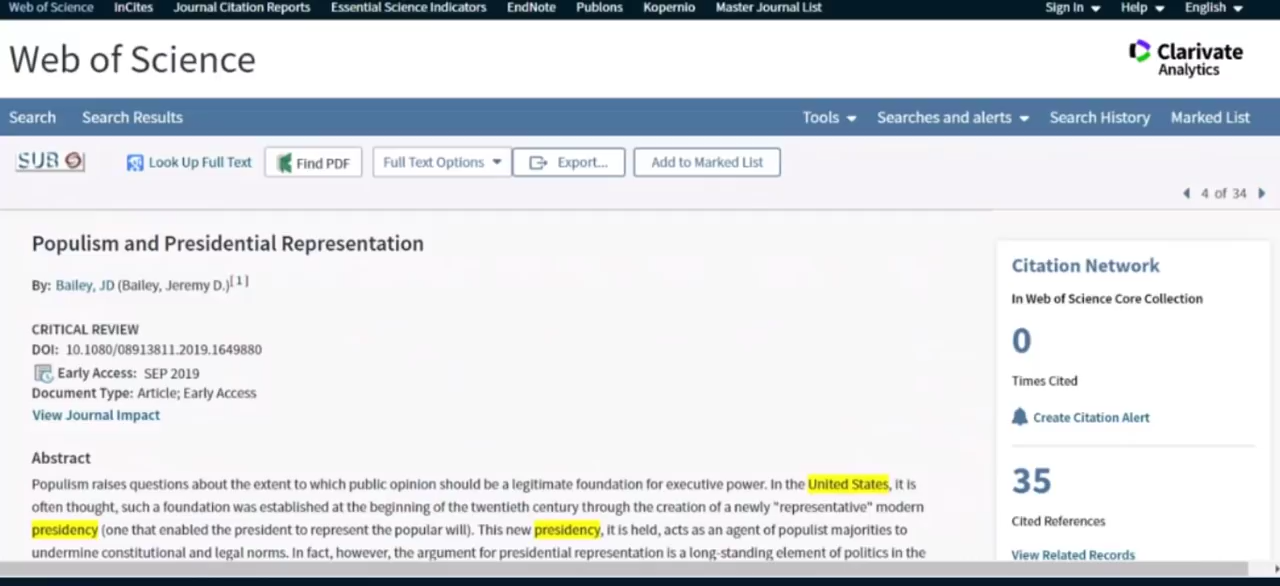 Web of Science InCites Journal Citation Reports Essential Science Indicators EndNote Publons Kopernio Master Journal List Sign In Help English
Web of Science
Clarivate
Analytics
Search Search Results Tools Searches and alerts Search History Marked List
SUB Look Up Full Text Find PDF Full Text Options Export... Add to Marked List
4 of 34
Populism and Presidential Representation
By: Bailey, JD (Bailey, Jeremy D.)[ 1 ]
CRITICAL REVIEW
DOI: 10.1080/08913811.2019.1649880
Early Access: SEP 2019
Document Type: Article; Early Access
View Journal Impact
Abstract
Populism raises questions about the extent to which public opinion should be a legitimate foundation for executive power. In the United States, it is
often thought, such a foundation was established at the beginning of the twentieth century through the creation of a newly "representative" modern
presidency (one that enabled the president to represent the popular will). This new presidency, it is held, acts as an agent of populist majorities to
undermine constitutional and legal norms. In fact, however, the argument for presidential representation is a long-standing element of politics in the
Citation Network
In Web of Science Core Collection
0
Times Cited
Create Citation Alert
35
Cited References
View Related Records